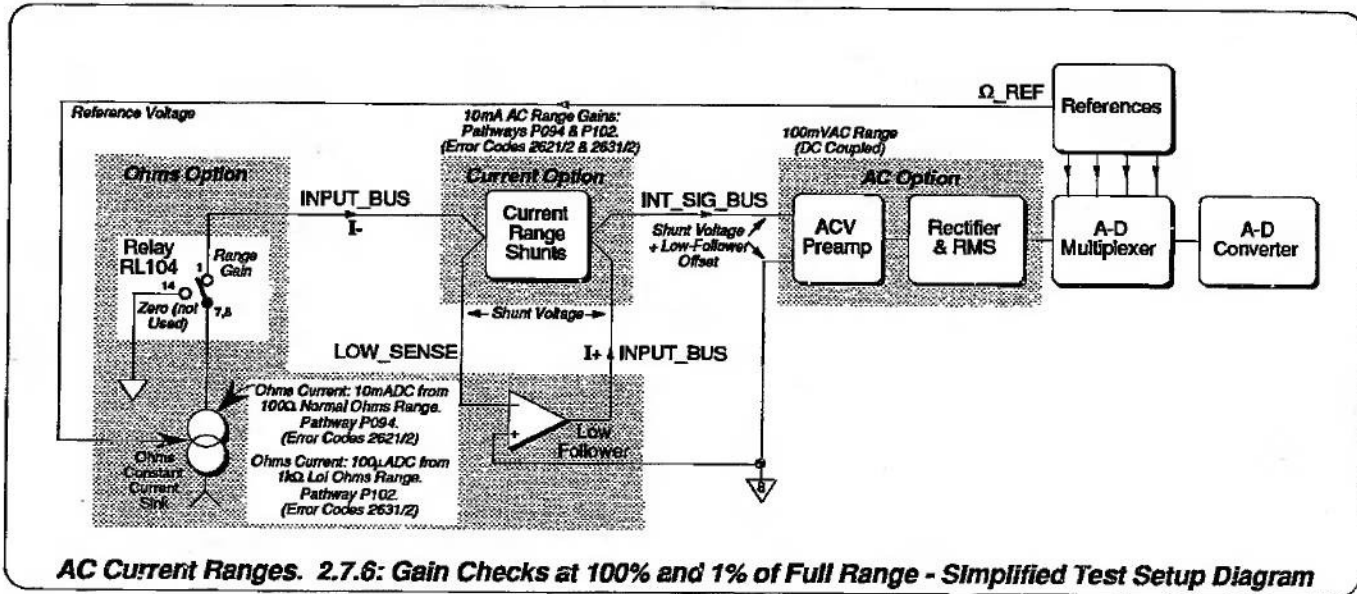 Ω_REF
References
Reference Voltage
10mA AC Range Gains:
Pathways P094 & P102.
(Error Codes 2621/2 & 2631/2)
100mVAC Range
(DC Coupled)
Ohms Option
Current Option
AC Option
INPUT_BUS
I-
Current
Range
Shunts
INT_SIG_BUS
Shunt Voltage
+ Low-Follower
Offset
ACV
Preamp
Rectifier
& RMS
A-D
Multiplexer
A-D
Converter
Relay
RL104
1
Range
Gain
14
Zero (not
Used)
7,8
Shunt Voltage
LOW_SENSE
I+
INPUT_BUS
Ohms Current: 10mADC from
100Ω Normal Ohms Range.
Pathway P094.
(Error Codes 2621/2)
-
+
Low
Follower
Ohms
Constant
Current
Sink
Ohms Current: 100µADC from
1kΩ LoI Ohms Range.
Pathway P102.
(Error Codes 2631/2)
AC Current Ranges. 2.7.6: Gain Checks at 100% and 1% of Full Range - Simplified Test Setup Diagram